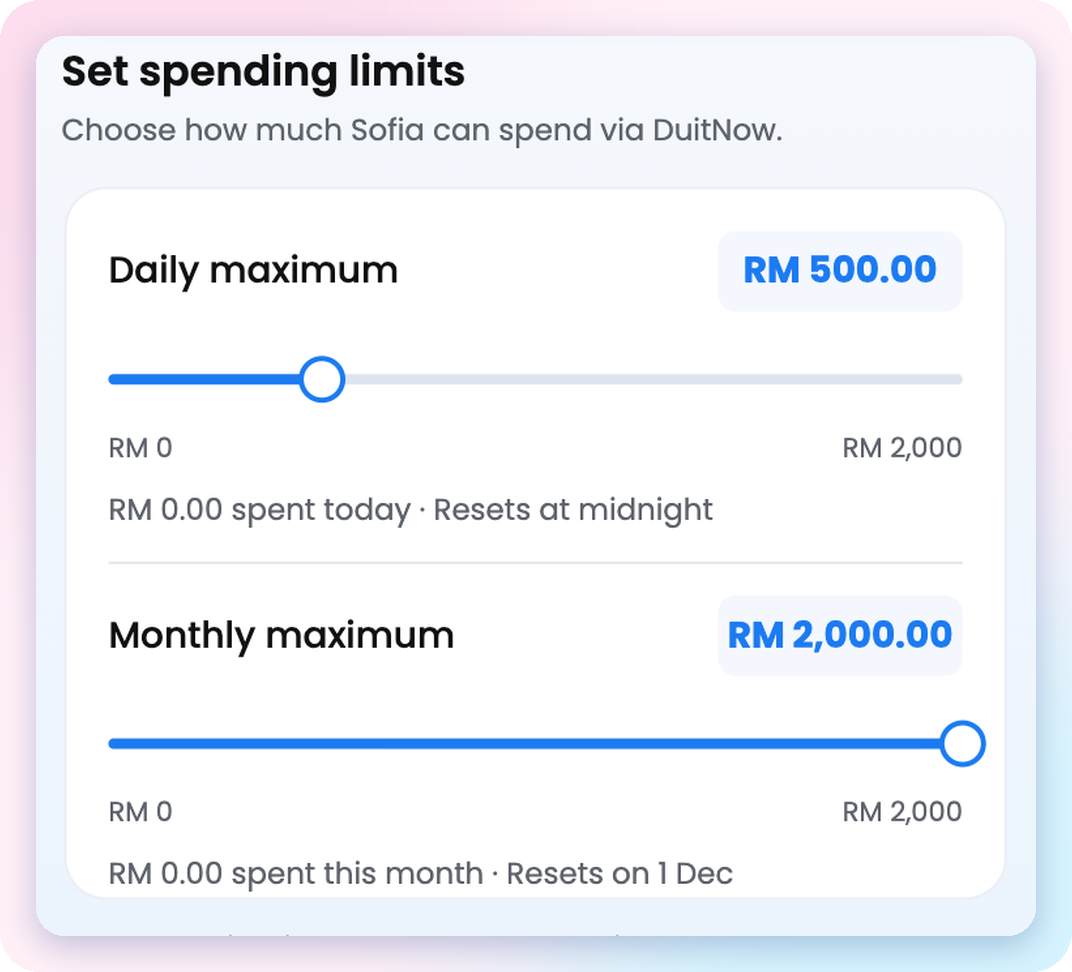 Set spending limits
Choose how much Sofia can spend via DuitNow.
Daily maximum
RM 500.00
RM 0
RM 2,000
RM 0.00 spent today · Resets at midnight
Monthly maximum
RM 2,000.00
RM 0
RM 2,000
RM 0.00 spent this month · Resets on 1 Dec